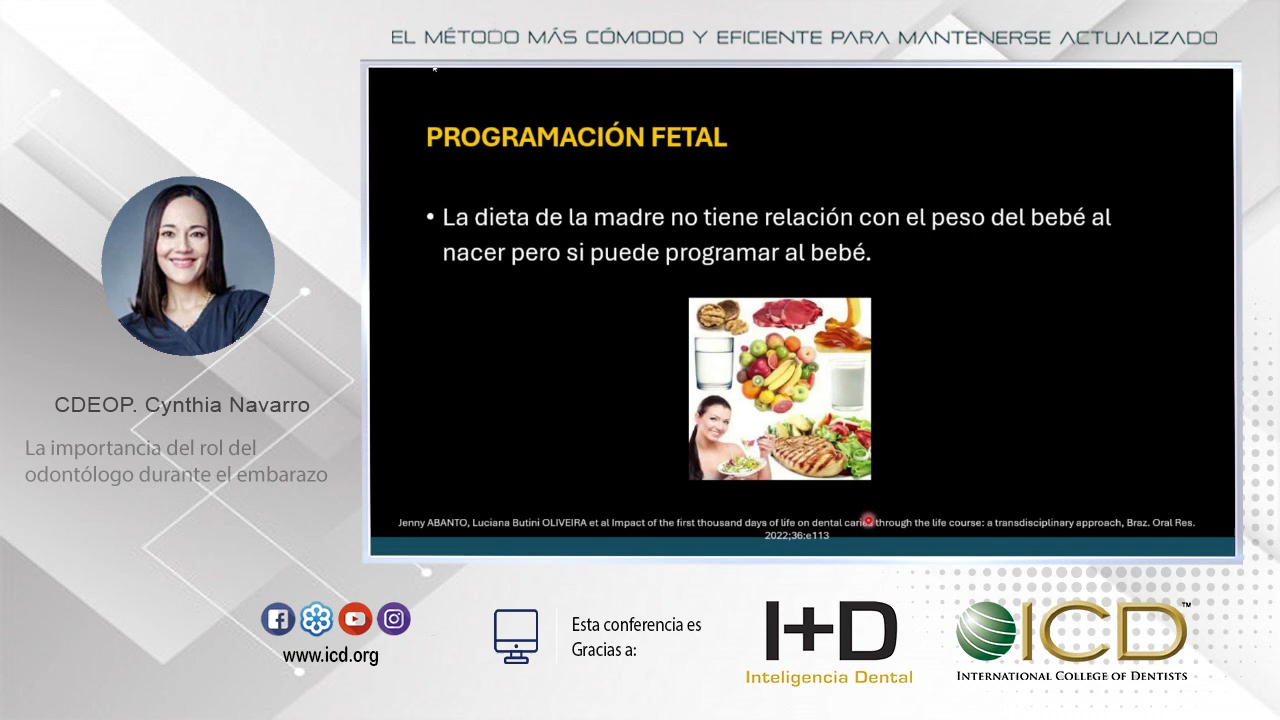 EL MÉTODO MÁS CÓMODO Y EFICIENTE PARA MANTENERSE ACTUALIZADO
PROGRAMACIÓN FETAL
• La dieta de la madre no tiene relación con el peso del bebé al
nacer pero si puede programar al bebé.
CDEOP. Cynthia Navarro
La importancia del rol del
odontólogo durante el embarazo
Jenny ABANTO, Luciana Butini OLIVEIRA et al Impact of the first thousand days of life on dental caries through the life course: a transdisciplinary approach, Braz. Oral Res.
2022;36:e113
www.icd.org
Esta conferencia es
Gracias a:
I+D
Inteligencia Dental
ICD™
INTERNATIONAL COLLEGE OF DENTISTS